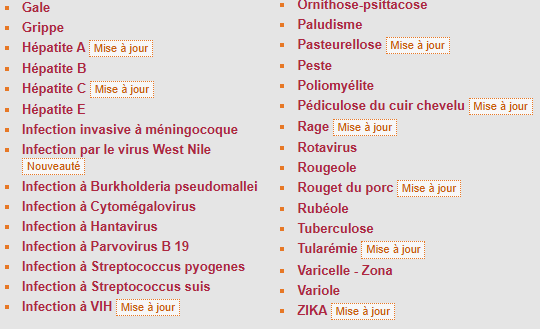 Gale
Grippe
Hépatite A Mise à jour
Hépatite B
Hépatite C Mise à jour
Hépatite E
Infection invasive à méningocoque
Infection par le virus West Nile
Nouveauté
Infection à Burkholderia pseudomallei
Infection à Cytomégalovirus
Infection à Hantavirus
Infection à Parvovirus B 19
Infection à Streptococcus pyogenes
Infection à Streptococcus suis
Infection à VIH Mise à jour
Ornithose-psittacose
Paludisme
Pasteurellose Mise à jour
Peste
Poliomyélite
Pédiculose du cuir chevelu Mise à jour
Rage Mise à jour
Rotavirus
Rougeole
Rouget du porc Mise à jour
Rubéole
Tuberculose
Tularémie Mise à jour
Varicelle - Zona
Variole
ZIKA Mise à jour